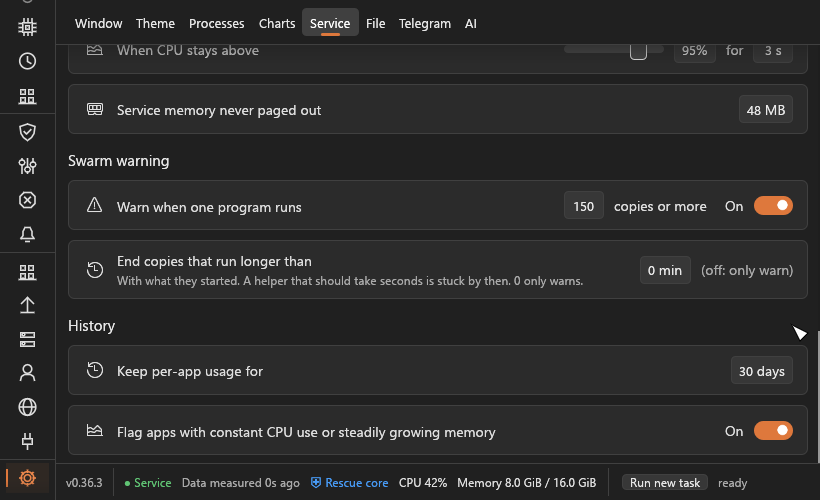 Window Theme Processes Charts Service File Telegram AI
When CPU stays above 95% for 3 s
Service memory never paged out 48 MB
Swarm warning
Warn when one program runs 150 copies or more On
End copies that run longer than
With what they started. A helper that should take seconds is stuck by then. 0 only warns.
0 min (off: only warn)
History
Keep per-app usage for 30 days
Flag apps with constant CPU use or steadily growing memory On
v0.36.3 Service Data measured 0s ago Rescue core CPU 42% Memory 8.0 GiB / 16.0 GiB Run new task ready